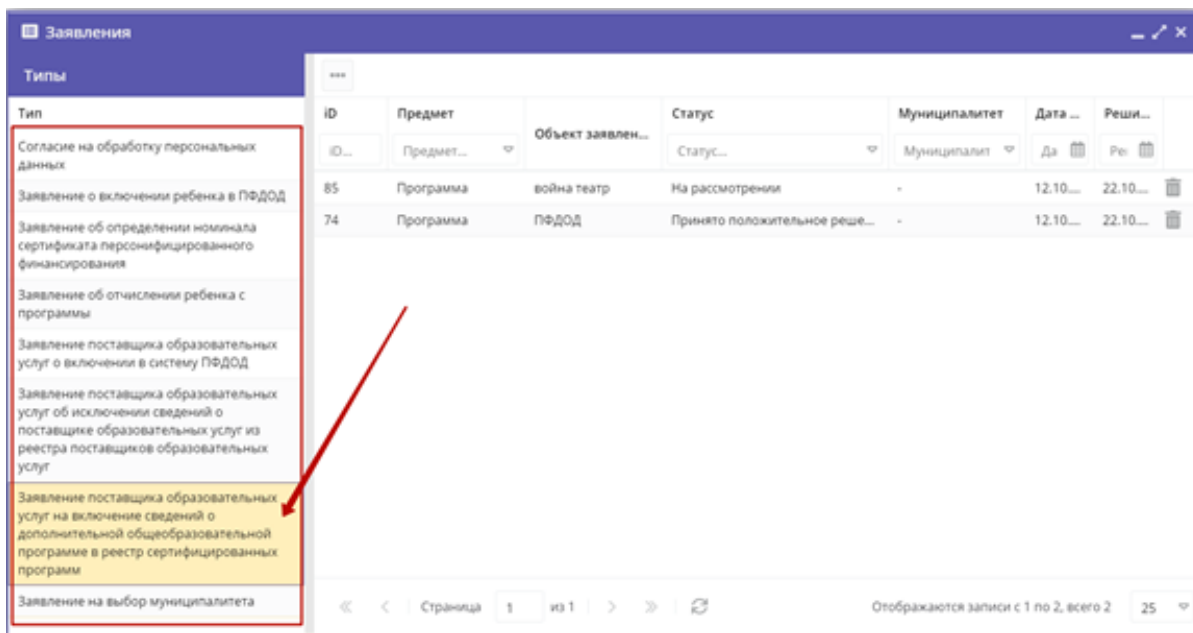 Заявления
Типы
Тип
Согласие на обработку персональных
данных
Заявление о включении ребенка в ПФДОД
Заявление об определении номинала
сертификата персонифицированного
финансирования
Заявление об отчислении ребенка с
программы
Заявление поставщика образовательных
услуг о включении в систему ПФДОД
Заявление поставщика образовательных
услуг об исключении сведений о
поставщике образовательных услуг из
реестра поставщиков образовательных
услуг
Заявление поставщика образовательных
услуг на включение сведений о
дополнительной общеобразовательной
программе в реестр сертифицированных
программ
Заявление на выбор муниципалитета
iD Предмет Объект заявлен... Статус Муниципалитет Дата ... Реши...
iD... Предмет... Статус... Муниципалит Да Ре
85 Программа война театр На рассмотрении - 12.10.... 22.10....
74 Программа ПФДОД Принято положительное реше... - 12.10.... 22.10....
Страница 1 из 1 Отображаются записи с 1 по 2, всего 2 25